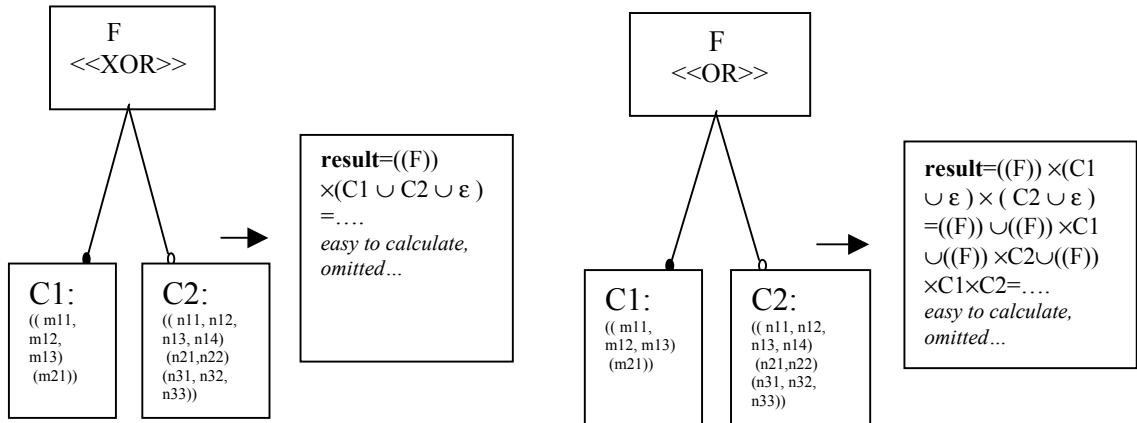 F
<<XOR>>
result=((F))
×(C1 ∪ C2 ∪ ε )
=….
easy to calculate,
omitted…
C1:
(( m11,
m12,
m13)
(m21))
C2:
(( n11, n12,
n13, n14)
(n21,n22)
(n31, n32,
n33))
F
<<OR>>
result=((F)) ×(C1
∪ ε ) × ( C2 ∪ ε)
=((F)) ∪((F)) ×C1
∪((F)) ×C2∪((F))
×C1×C2=….
easy to calculate,
omitted…
C1:
(( m11,
m12, m13)
(m21))
C2:
(( n11, n12,
n13, n14)
(n21,n22)
(n31, n32,
n33))